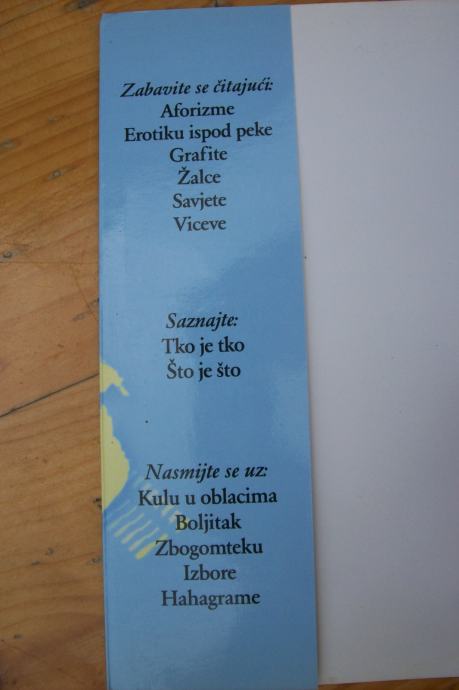 Zabavite se čitajući:
Aforizme
Erotiku ispod peke
Grafite
Žalce
Savjete
Viceve
Saznajte:
Tko je tko
Što je što
Nasmijte se uz:
Kulu u oblacima
Boljitak
Zbogomteku
Izbore
Hahagrame